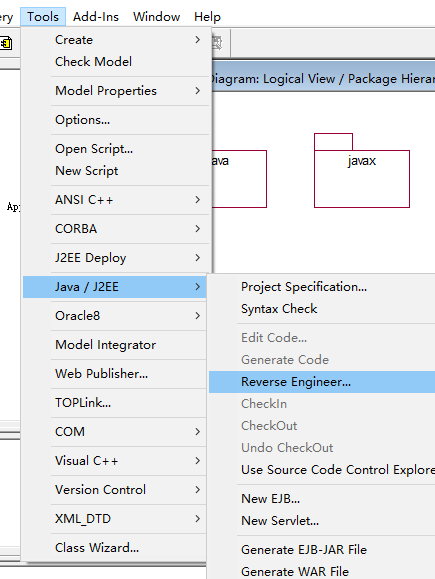 ery Tools Add-Ins Window Help
Create
Check Model
Model Properties
Options...
Open Script...
New Script
ANSI C++
CORBA
J2EE Deploy
Java / J2EE
Oracle8
Model Integrator
Web Publisher...
TOPLink...
COM
Visual C++
Version Control
XML_DTD
Class Wizard...
Diagram: Logical View / Package Hierar
ava
javax
App
Project Specification...
Syntax Check
Edit Code...
Generate Code
Reverse Engineer...
CheckIn
CheckOut
Undo CheckOut
Use Source Code Control Explore
New EJB...
New Servlet...
Generate EJB-JAR File
Generate WAR File